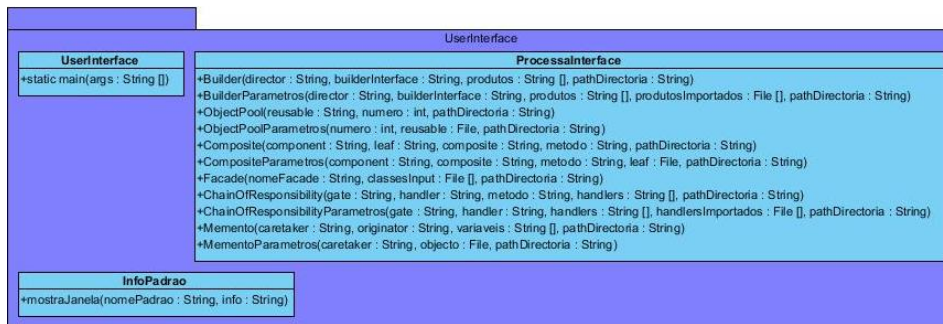 UserInterface
UserInterface
+static main(args : String [])
ProcessaInterface
+Builder(director : String, builderInterface : String, produtos : String [], pathDirectoria : String)
+BuilderParametros(director : String, builderInterface : String, produtos : String [], produtosImportados : File [], pathDirectoria : String)
+ObjectPool(reusable : String, numero : int, pathDirectoria : String)
+ObjectPoolParametros(numero : int, reusable : File, pathDirectoria : String)
+Composite(component : String, leaf : String, composite : String, metodo : String, pathDirectoria : String)
+CompositeParametros(component : String, composite : String, metodo : String, leaf : File, pathDirectoria : String)
+Facade(nomeFacade : String, classesInput : File [], pathDirectoria : String)
+ChainOfResponsibility(gate : String, handler : String, metodo : String, handlers : String [], pathDirectoria : String)
+ChainOfResponsibilityParametros(gate : String, handler : String, handlers : String [], handlersImportados : File [], pathDirectoria : String)
+Memento(caretaker : String, originator : String, variaveis : String [], pathDirectoria : String)
+MementoParametros(caretaker : String, objecto : File, pathDirectoria : String)
InfoPadrao
+mostraJanela(nomePadrao : String, info : String)